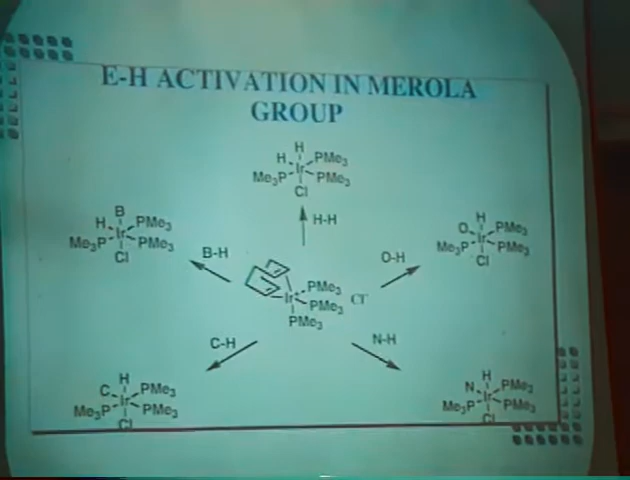 E-H ACTIVATION IN MEROLA
GROUP
H
H PMe3
Ir
Me3P PMe3
Cl
H-H
B
H PMe3
Ir
Me3P PMe3
Cl
B-H
H
O PMe3
Ir
Me3P PMe3
Cl
O-H
Ir+ PMe3
PMe3
PMe3
Cl-
C-H
N-H
H
C PMe3
Ir
Me3P PMe3
Cl
H
N PMe3
Ir
Me3P PMe3
Cl